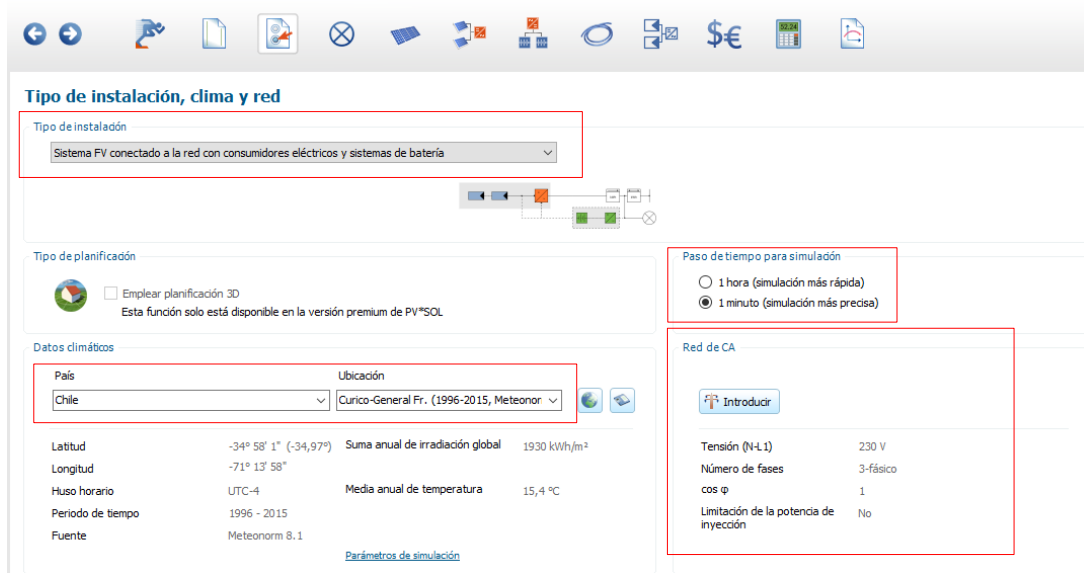 52,24
$€
Tipo de instalación, clima y red
Tipo de instalación
Sistema FV conectado a la red con consumidores eléctricos y sistemas de batería
Tipo de planificación
Emplear planificación 3D
Esta función solo está disponible en la versión premium de PV*SOL
Paso de tiempo para simulación
1 hora (simulación más rápida)
1 minuto (simulación más precisa)
Datos climáticos
País
Ubicación
Chile
Curico-General Fr. (1996-2015, Meteonor
Latitud
-34° 58' 1" (-34,97°)
Suma anual de irradiación global
1930 kWh/m²
Longitud
-71° 13' 58"
Huso horario
UTC-4
Media anual de temperatura
15,4 °C
Periodo de tiempo
1996 - 2015
Fuente
Meteonorm 8.1
Parámetros de simulación
Red de CA
Introducir
Tensión (N-L1)
230 V
Número de fases
3-fásico
cos φ
1
Limitación de la potencia de
inyección
No